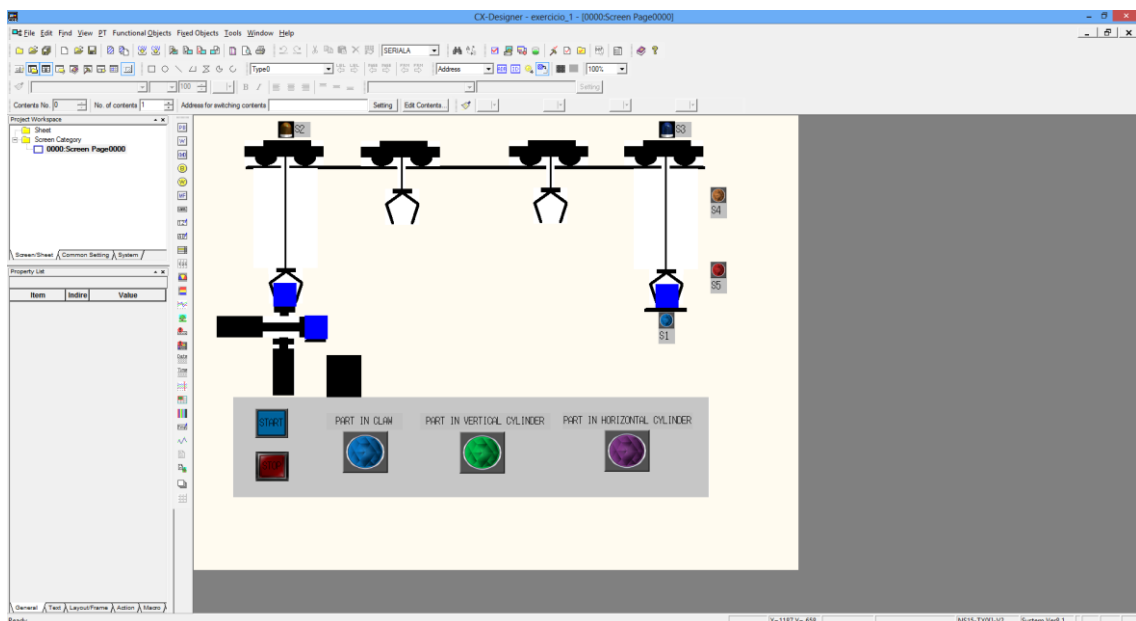 CX-Designer - exercicio_1 - [0000:Screen Page0000]
File Edit Find View PT Functional Objects Fixed Objects Tools Window Help
SERIALA
Type0 Address 100%
100 Setting
Contents No. 0 No. of contents 1 Address for switching contents Setting Edit Contents...
Project Workspace
Sheet
Screen Category
0000:Screen Page0000
Screen/Sheet Common Setting System
Property List
Item Indire Value
General Text Layout/Frame Action Macro
S2
S3
S4
S5
S1
START
STOP
PART IN CLAW
PART IN VERTICAL CYLINDER
PART IN HORIZONTAL CYLINDER
Ready